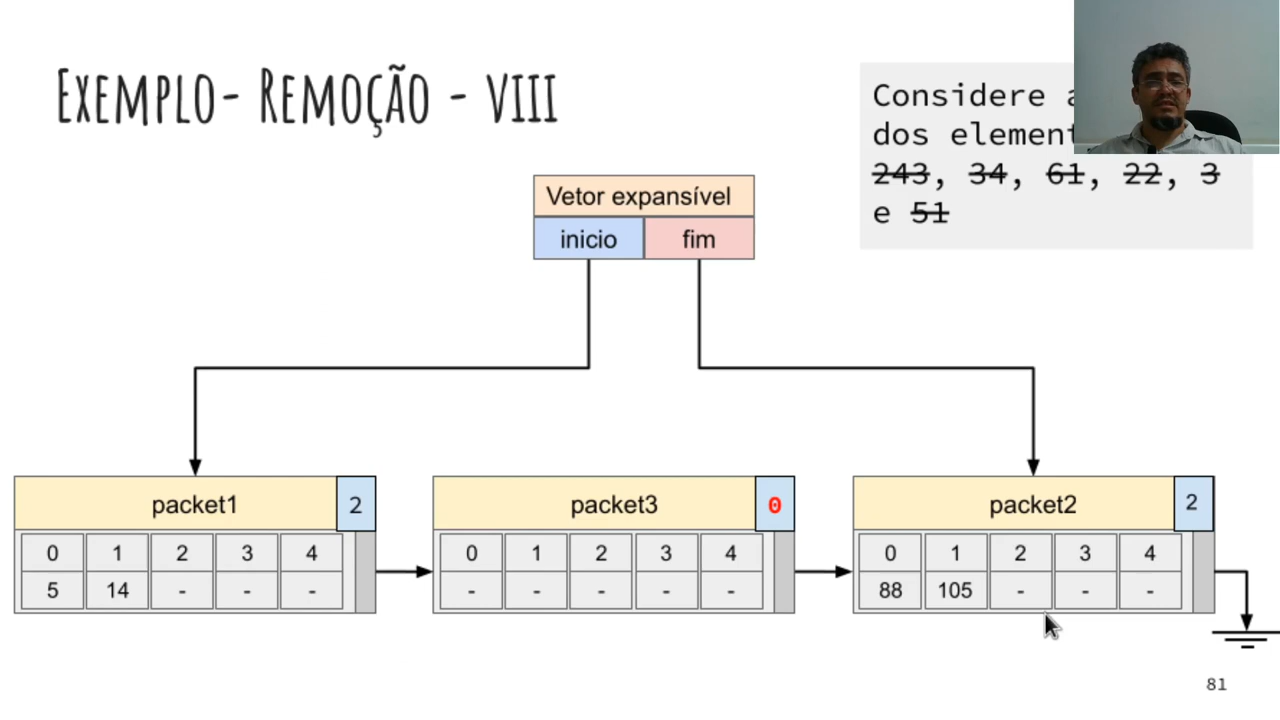 Exemplo- Remoção - VIII
Considere
dos
243, 34, 61, 22, 3
e 51
Vetor expansível
inicio fim
packet1 2
0 1 2 3 4
5 14 - - -
packet3 0
0 1 2 3 4
- - - - -
packet2 2
0 1 2 3 4
88 105 - - -
81